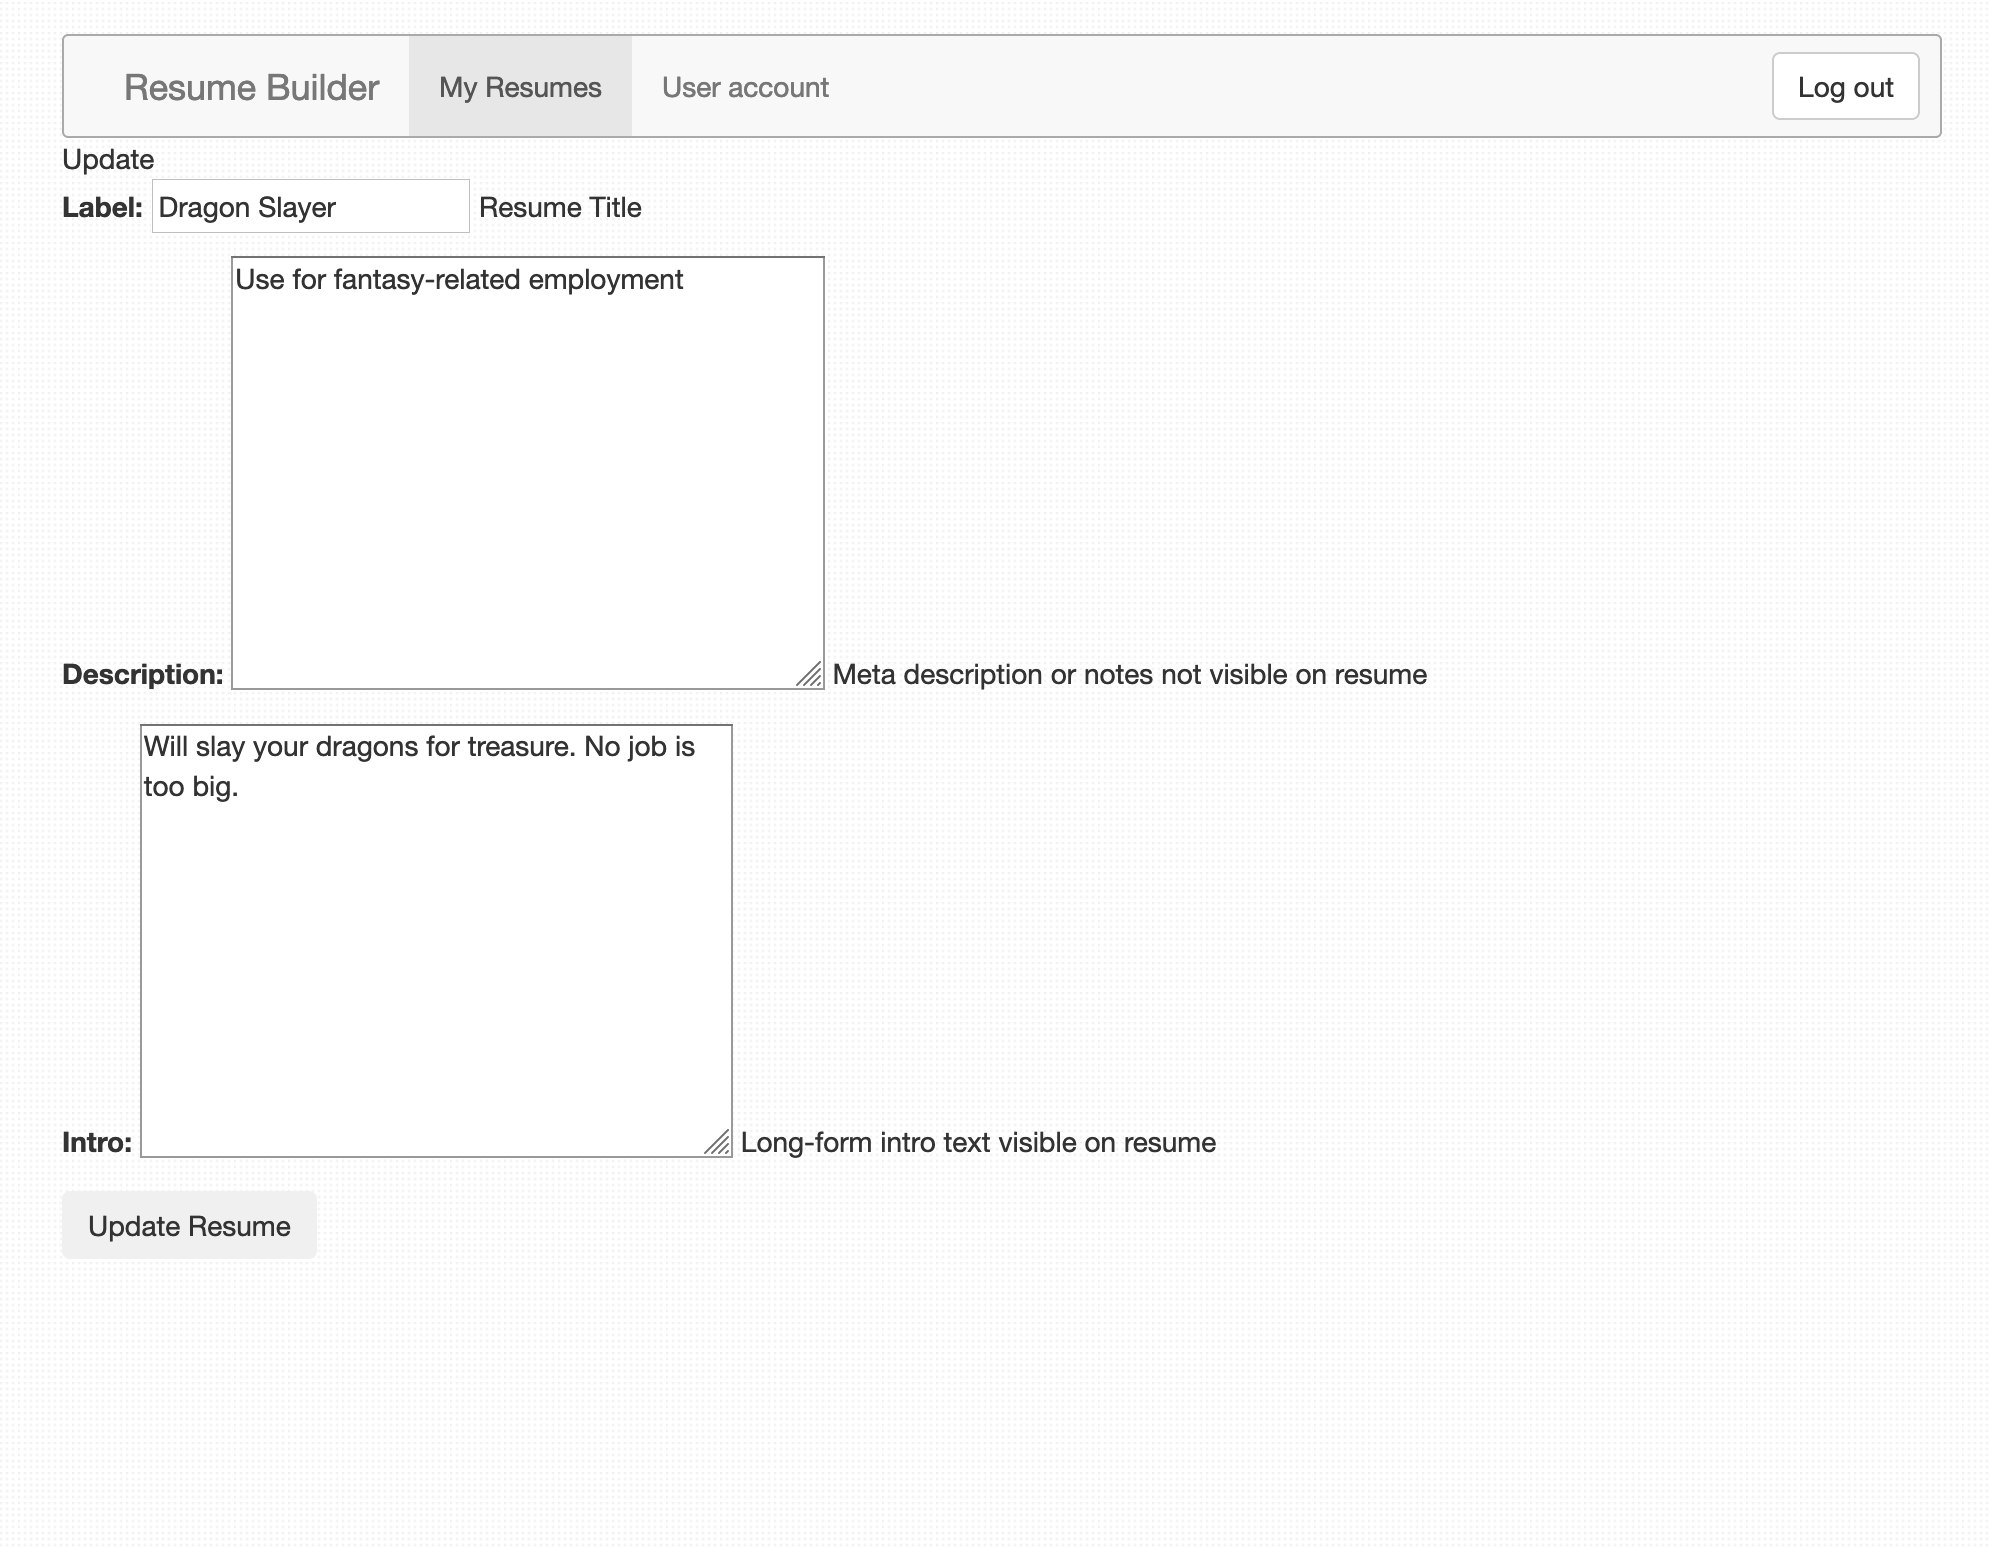 Resume Builder My Resumes User account Log out
Update
Label: Dragon Slayer Resume Title
Use for fantasy-related employment
Description: Meta description or notes not visible on resume
Will slay your dragons for treasure. No job is
too big.
Intro: Long-form intro text visible on resume
Update Resume